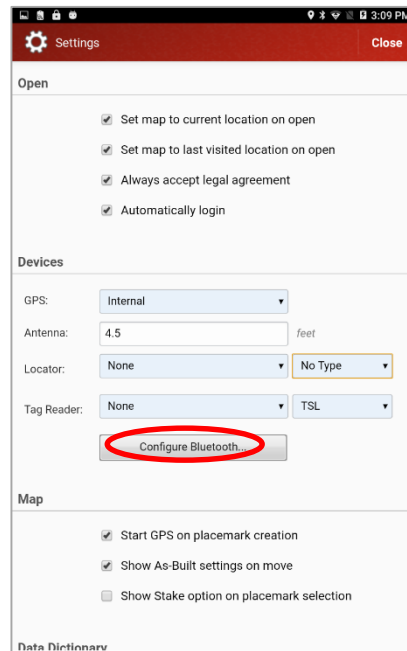 3:09 PM
Settings Close
Open
Set map to current location on open
Set map to last visited location on open
Always accept legal agreement
Automatically login
Devices
GPS: Internal
Antenna: 4.5 feet
Locator: None No Type
Tag Reader: None TSL
Configure Bluetooth...
Map
Start GPS on placemark creation
Show As-Built settings on move
Show Stake option on placemark selection
Data Dictionary